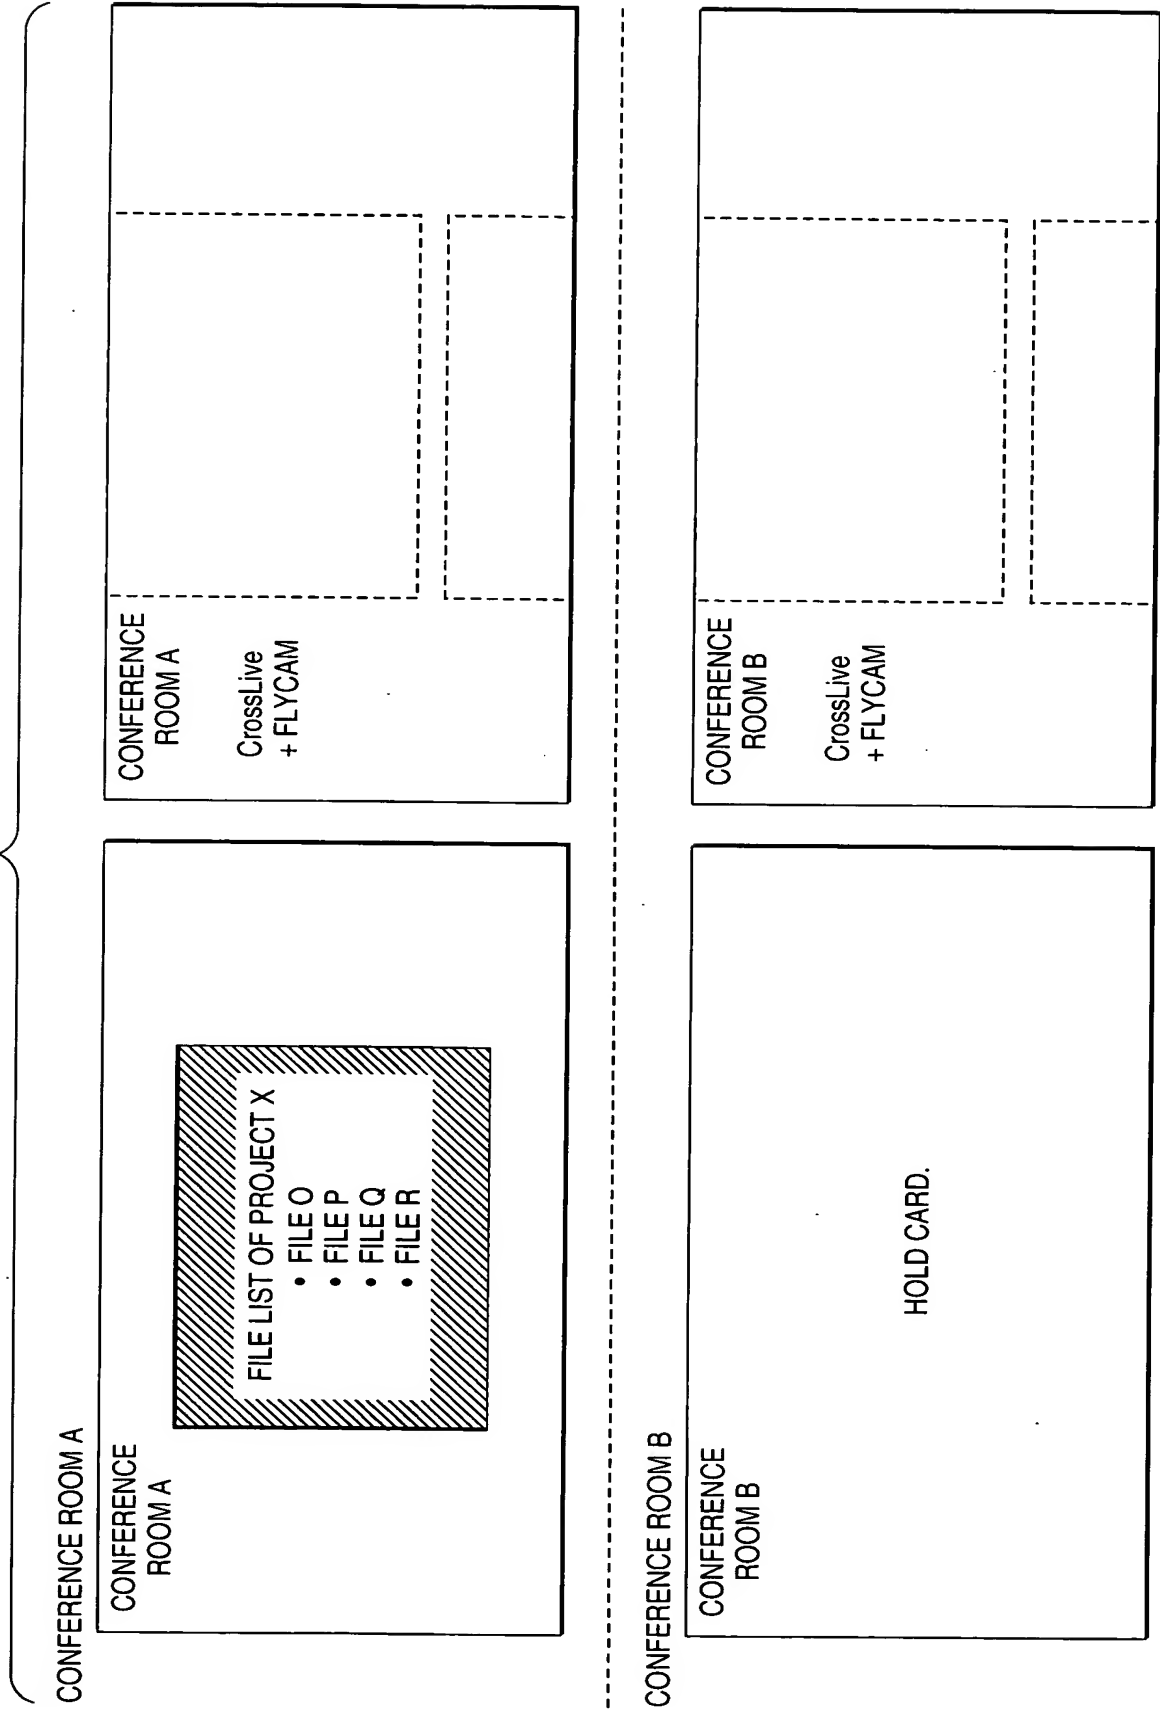 CONFERENCE ROOM A
CONFERENCE
ROOM A
FILE LIST OF PROJECT X
• FILE O
• FILE P
• FILE Q
• FILE R
CONFERENCE
ROOM A
CrossLive
+ FLYCAM
CONFERENCE ROOM B
CONFERENCE
ROOM B
HOLD CARD.
CONFERENCE
ROOM B
CrossLive
+ FLYCAM